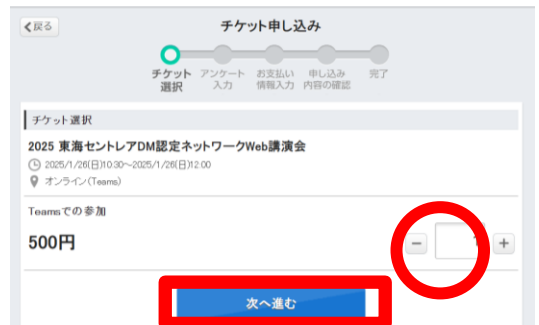 戻る
チケット申し込み
チケット選択
アンケート入力
お支払い情報入力
申し込み内容の確認
完了
チケット選択
2025 東海セントレアDM認定ネットワークWeb講演会
2025/1/26(日)10:30～2025/1/26(日)12:00
オンライン(Teams)
Teamsでの参加
500円
－
＋
次へ進む